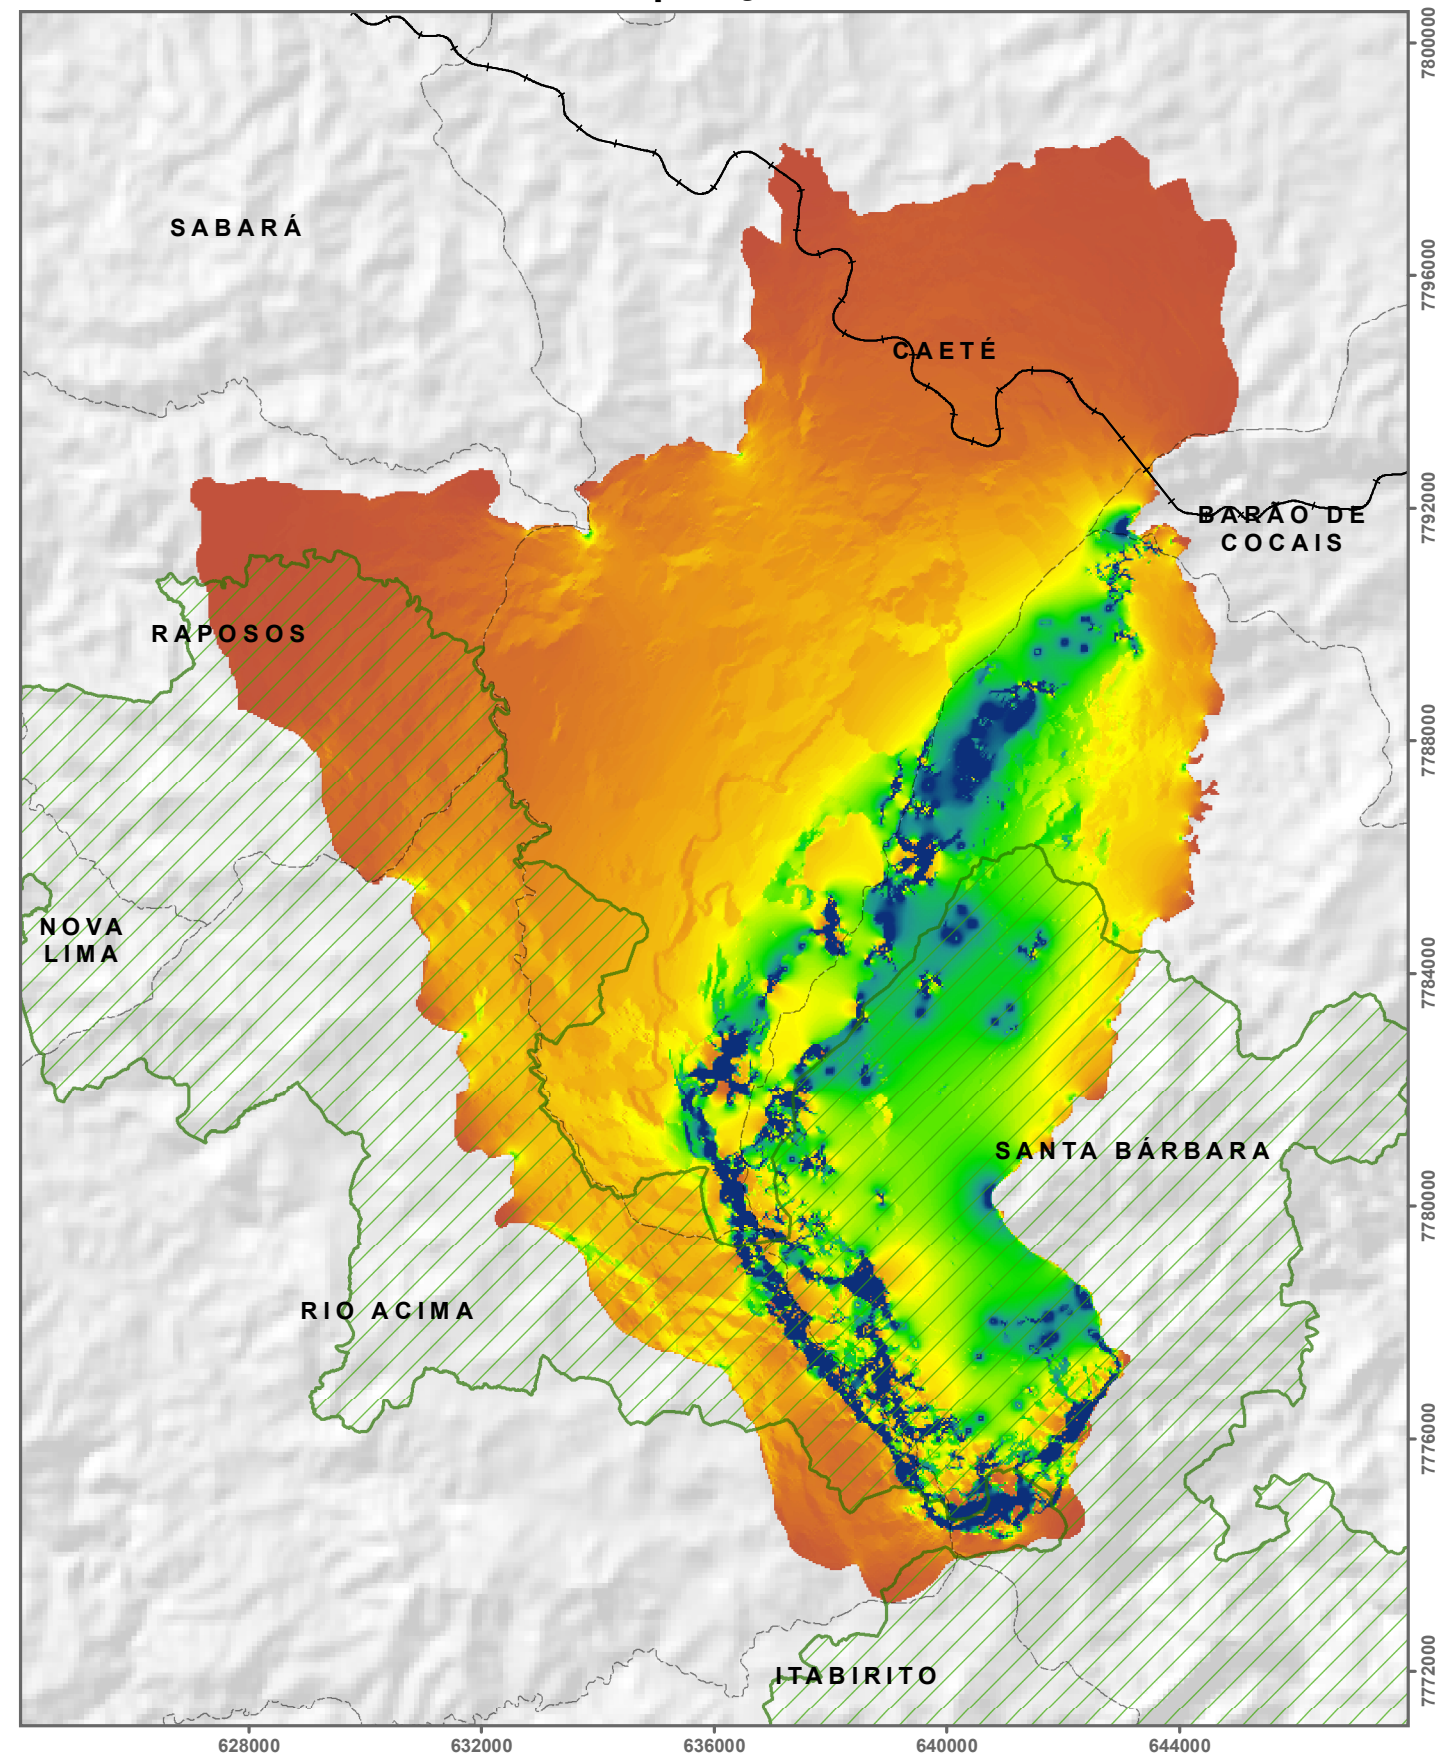 7800000
SABARÁ
7796000
CAETÉ
7792000
BARÃO DE
COCAIS
RAPOSOS
7788000
NOVA
LIMA
7784000
SANTA BÁRBARA
7780000
RIO ACIMA
7776000
ITABIRITO
7772000
628000
632000
636000
640000
644000